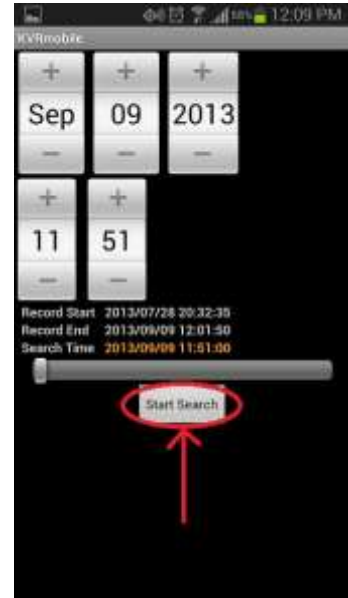 12:09 PM
KVRmobile
+ + +
Sep 09 2013
- - -
+ +
11 51
- -
Record Start 2013/07/28 20:32:35
Record End 2013/09/09 12:01:50
Search Time 2013/09/09 11:51:00
Start Search